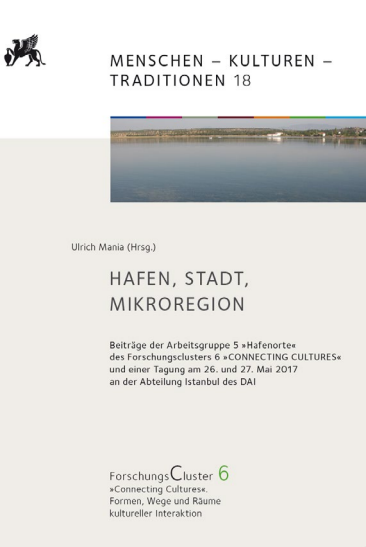 MENSCHEN – KULTUREN –
TRADITIONEN 18
Ulrich Mania (Hrsg.)
HAFEN, STADT,
MIKROREGION
Beiträge der Arbeitsgruppe 5 »Hafenorte«
des Forschungsclusters 6 »CONNECTING CULTURES«
und einer Tagung am 26. und 27. Mai 2017
an der Abteilung Istanbul des DAI
ForschungsCluster 6
»Connecting Cultures«.
Formen, Wege und Räume
kultureller Interaktion